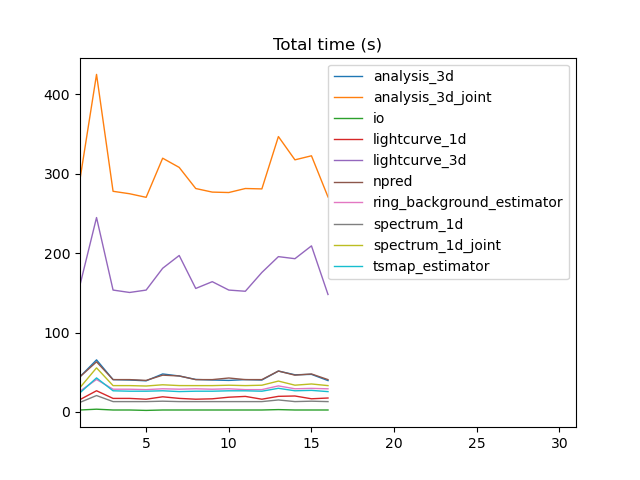 Total time (s)
400
300
200
100
0
5
10
15
20
25
30
analysis_3d
analysis_3d_joint
io
lightcurve_1d
lightcurve_3d
npred
ring_background_estimator
spectrum_1d
spectrum_1d_joint
tsmap_estimator